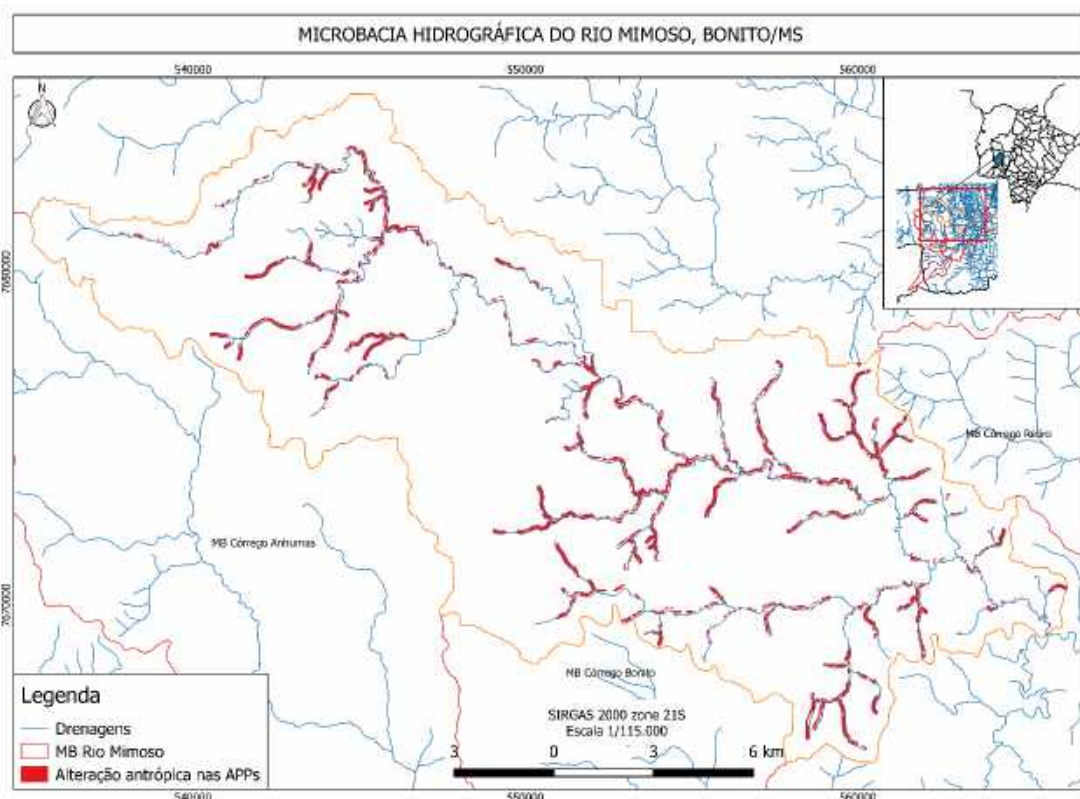 MICROBACIA HIDROGRÁFICA DO RIO MIMOSO, BONITO/MS
540000
550000
560000
N
7680000
MB Córrego Anhumas
7670000
MB Córrego Bonito
Legenda
Drenagens
MB Rio Mimoso
Alteração antrópica nas APPs
SIRGAS 2000 zone 21S
Escala 1/115.000
3
0
3
6 km
540000
550000
560000